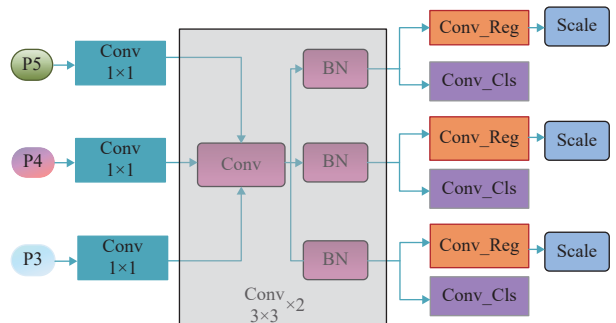 P5
Conv
1×1
BN
Conv_Reg
Scale
Conv_Cls
P4
Conv
1×1
Conv
BN
Conv_Reg
Scale
Conv_Cls
P3
Conv
1×1
BN
Conv_Reg
Scale
Conv_Cls
Conv
3×3 ×2